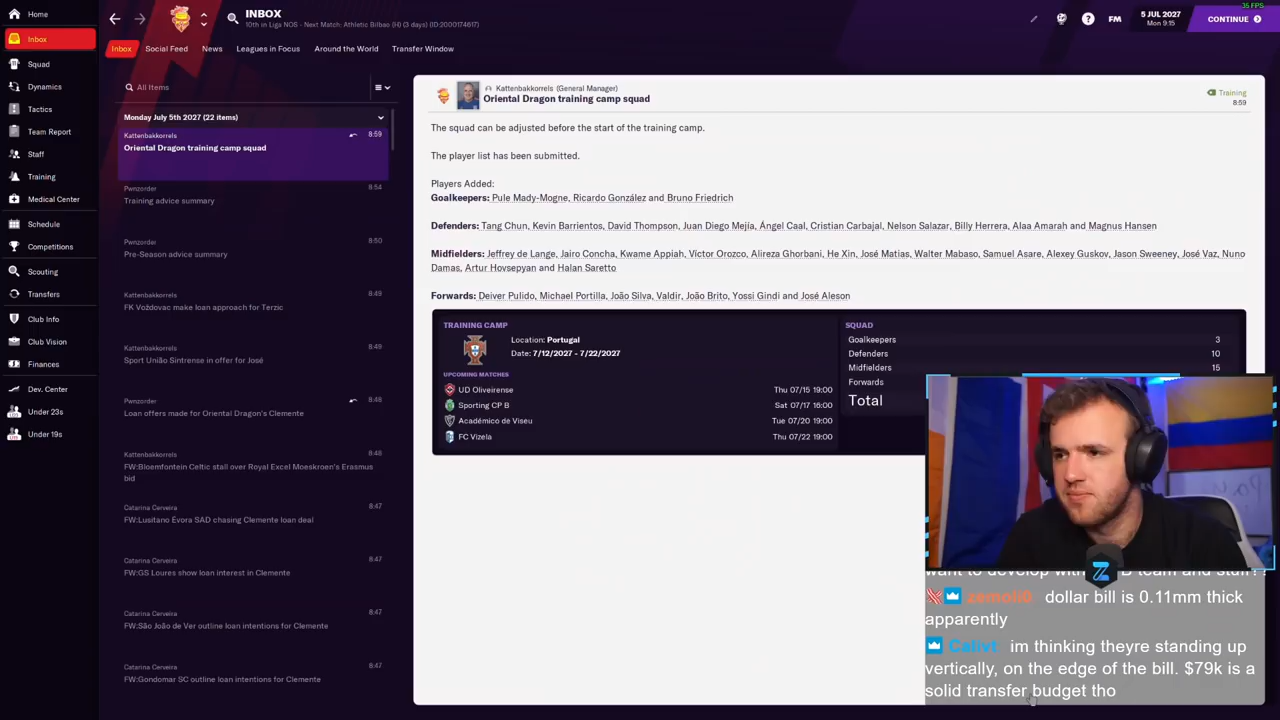 35 FPS
Home
INBOX
10th in Liga NOS - Next Match: Athletic Bilbao (H) (3 days) (ID:2000174617)
FM
5 JUL 2027
Mon 9:15
CONTINUE
Inbox
Squad
Dynamics
Tactics
Team Report
Staff
Training
Medical Center
Schedule
Competitions
Scouting
Transfers
Club Info
Club Vision
Finances
Dev. Center
Under 23s
Under 19s
Inbox
Social Feed
News
Leagues in Focus
Around the World
Transfer Window
All Items
Monday July 5th 2027 (22 items)
Kattenbakkorrels 8:59
Oriental Dragon training camp squad
Pwnzorder 8:54
Training advice summary
Pwnzorder 8:50
Pre-Season advice summary
Kattenbakkorrels 8:49
FK Voždovac make loan approach for Terzic
Kattenbakkorrels 8:49
Sport União Sintrense in offer for José
Pwnzorder 8:48
Loan offers made for Oriental Dragon's Clemente
Kattenbakkorrels 8:48
FW:Bloemfontein Celtic stall over Royal Excel Moeskroen's Erasmus
bid
Catarina Cerveira 8:47
FW:Lusitano Évora SAD chasing Clemente loan deal
Catarina Cerveira 8:47
FW:GS Loures show loan interest in Clemente
Catarina Cerveira 8:47
FW:São João de Ver outline loan intentions for Clemente
Catarina Cerveira 8:47
FW:Gondomar SC outline loan intentions for Clemente
Kattenbakkorrels (General Manager)
Oriental Dragon training camp squad
Training
8:59
The squad can be adjusted before the start of the training camp.
The player list has been submitted.
Players Added:
Goalkeepers: Pule Mady-Mogne, Ricardo González and Bruno Friedrich
Defenders: Tang Chun, Kevin Barrientos, David Thompson, Juan Diego Mejía, Ángel Caal, Cristian Carbajal, Nelson Salazar, Billy Herrera, Alaa Amarah and Magnus Hansen
Midfielders: Jeffrey de Lange, Jairo Concha, Kwame Appiah, Víctor Orozco, Alireza Ghorbani, He Xin, José Matias, Walter Mabaso, Samuel Asare, Alexey Guskov, Jason Sweeney, José Vaz, Nuno
Damas, Artur Hovsepyan and Halan Saretto
Forwards: Deiver Pulido, Michael Portilla, João Silva, Valdir, João Brito, Yossi Gindi and José Aleson
TRAINING CAMP
Location: Portugal
Date: 7/12/2027 - 7/22/2027
UPCOMING MATCHES
UD Oliveirense Thu 07/15 19:00
Sporting CP B Sat 07/17 16:00
Académico de Viseu Tue 07/20 19:00
FC Vizela Thu 07/22 19:00
SQUAD
Goalkeepers 3
Defenders 10
Midfielders 15
Forwards
Total
want to develop with
B team and stuff?
zemoli0 dollar bill is 0.11mm thick
apparently
Calivt: im thinking theyre standing up
vertically, on the edge of the bill. $79k is a
solid transfer budget tho